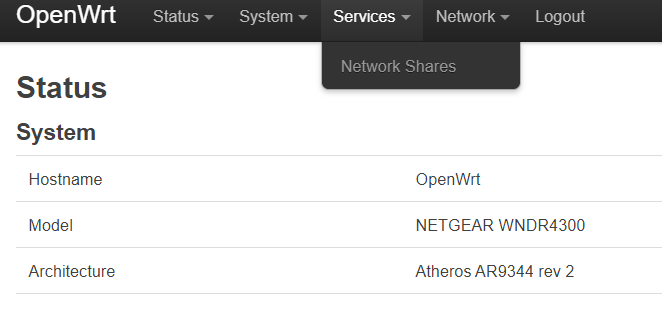 OpenWrt Status System Services Network Logout
Network Shares
Status
System
Hostname OpenWrt
Model NETGEAR WNDR4300
Architecture Atheros AR9344 rev 2